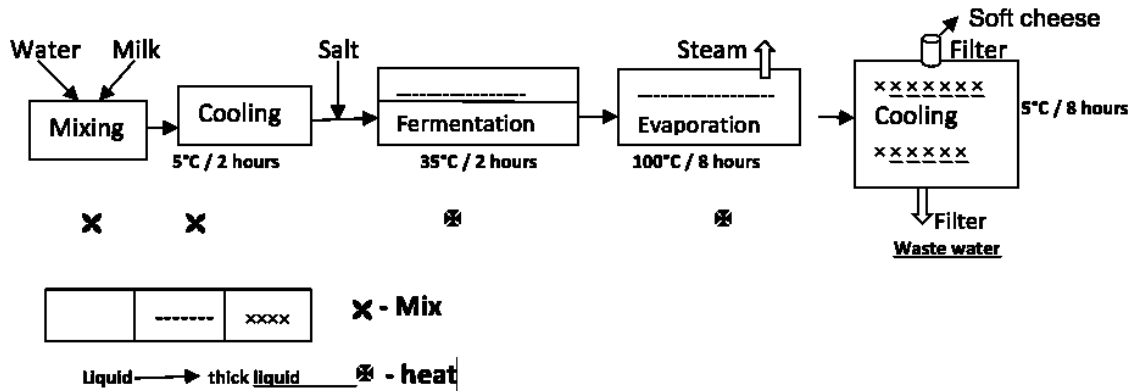 Soft cheese
Water Milk Salt Steam Filter
Mixing
Cooling
Fermentation
Evaporation
×××××××
Cooling
××××××
5°C / 8 hours
5°C / 2 hours
35°C / 2 hours
100°C / 8 hours
Filter
Waste water
×××× × - Mix
Liquid thick liquid - heat